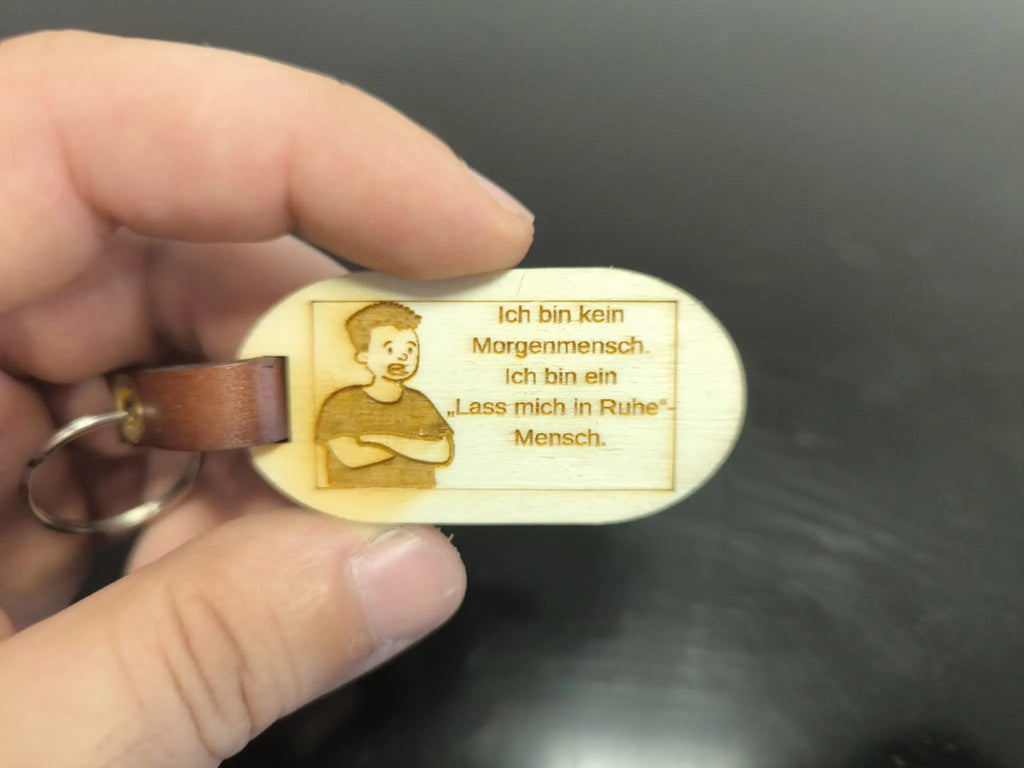 Ich bin kein
Morgenmensch.
Ich bin ein
„Lass mich in Ruhe“-
Mensch.